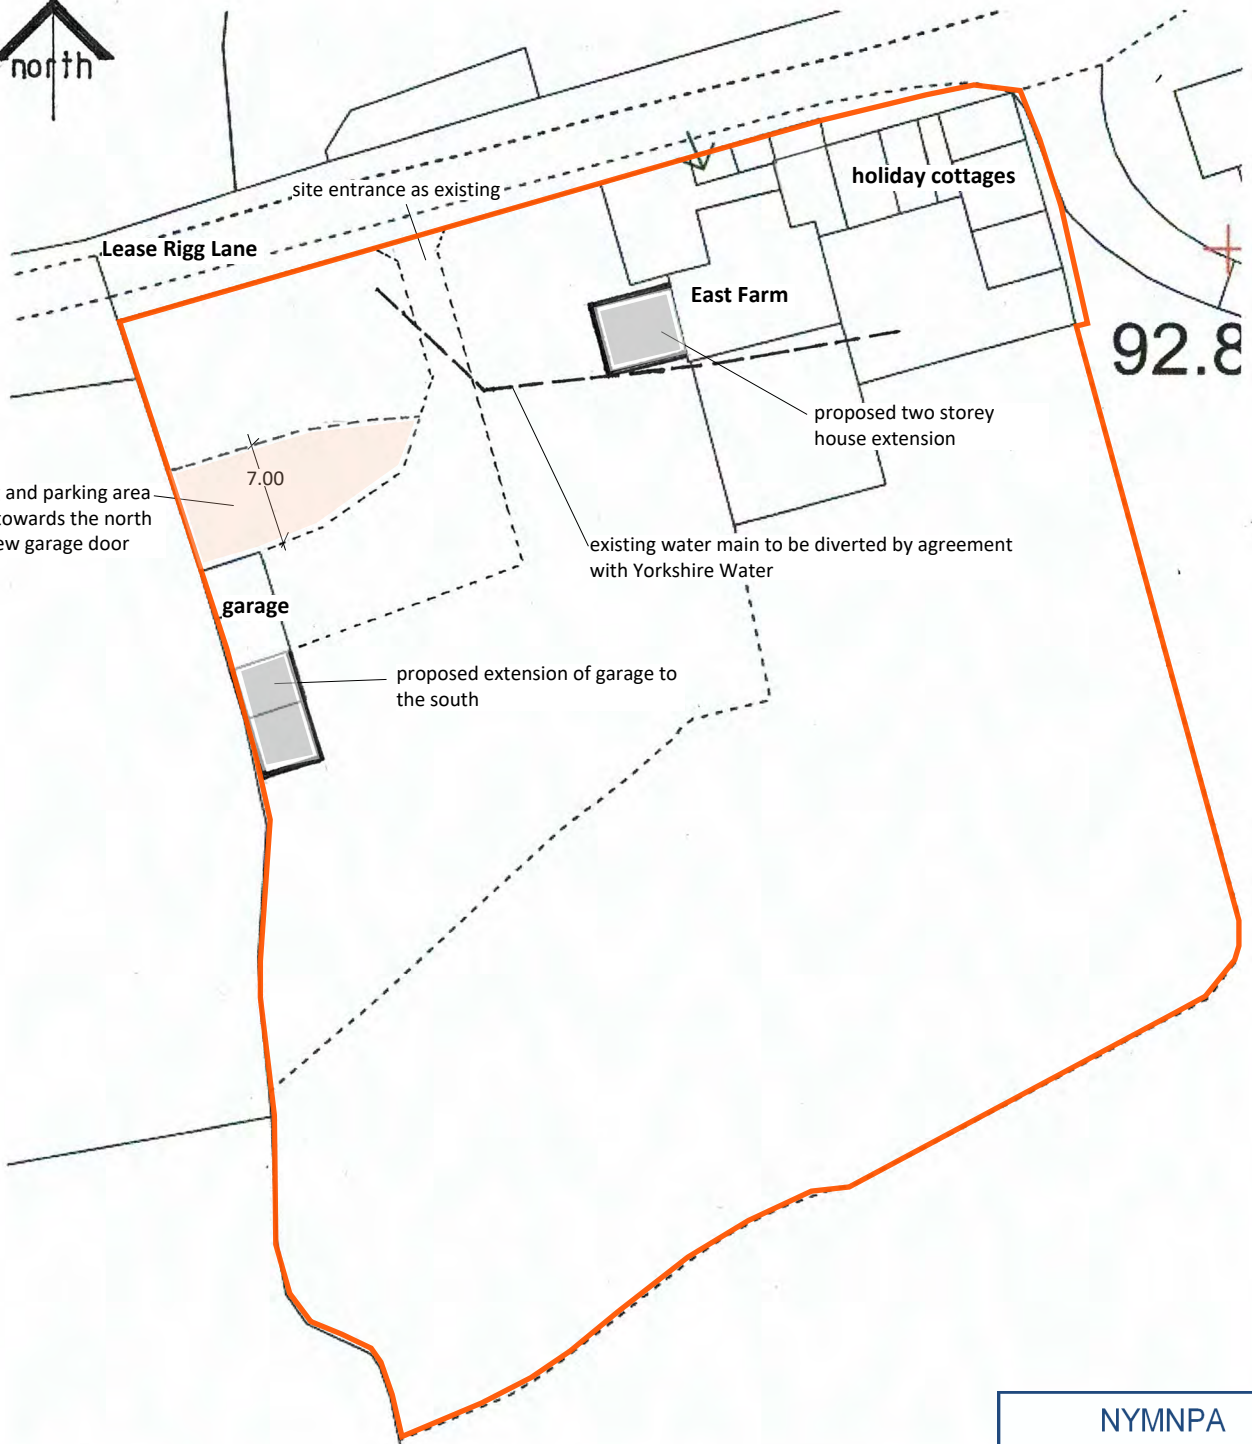 north
site entrance as existing
holiday cottages
Lease Rigg Lane
East Farm
92.8
proposed two storey
house extension
7.00
and parking area
towards the north
garage door
existing water main to be diverted by agreement
with Yorkshire Water
garage
proposed extension of garage to
the south
NYMNPA